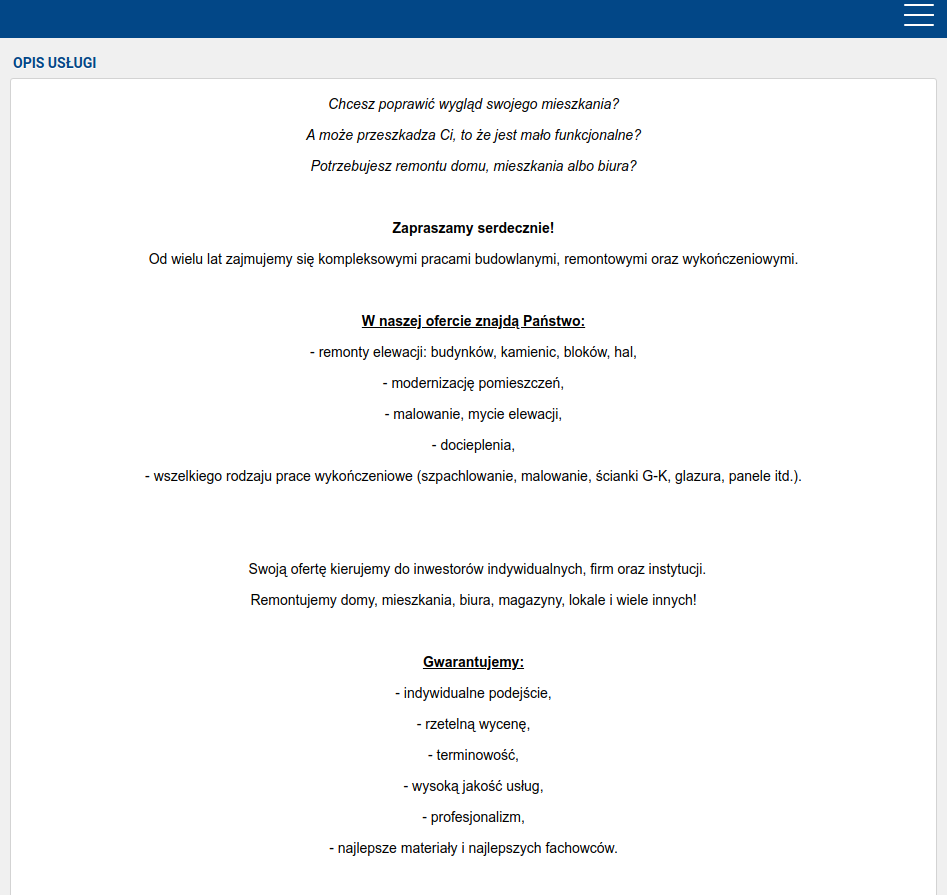 OPIS USŁUGI
Chcesz poprawić wygląd swojego mieszkania?
A może przeszkadza Ci, to że jest mało funkcjonalne?
Potrzebujesz remontu domu, mieszkania albo biura?
Zapraszamy serdecznie!
Od wielu lat zajmujemy się kompleksowymi pracami budowlanymi, remontowymi oraz wykończeniowymi.
W naszej ofercie znajdą Państwo:
- remonty elewacji: budynków, kamienic, bloków, hal,
- modernizację pomieszczeń,
- malowanie, mycie elewacji,
- docieplenia,
- wszelkiego rodzaju prace wykończeniowe (szpachlowanie, malowanie, ścianki G-K, glazura, panele itd.).
Swoją ofertę kierujemy do inwestorów indywidualnych, firm oraz instytucji.
Remontujemy domy, mieszkania, biura, magazyny, lokale i wiele innych!
Gwarantujemy:
- indywidualne podejście,
- rzetelną wycenę,
- terminowość,
- wysoką jakość usług,
- profesjonalizm,
- najlepsze materiały i najlepszych fachowców.